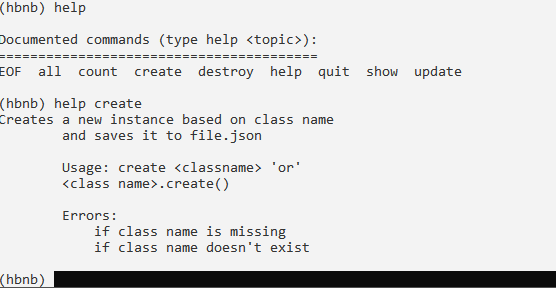 (hbnb) help
Documented commands (type help <topic>):
========================================
EOF  all  count  create  destroy  help  quit  show  update
(hbnb) help create
Creates a new instance based on class name
and saves it to file.json
Usage: create <classname> 'or'
<class name>.create()
Errors:
if class name is missing
if class name doesn't exist
(hbnb)